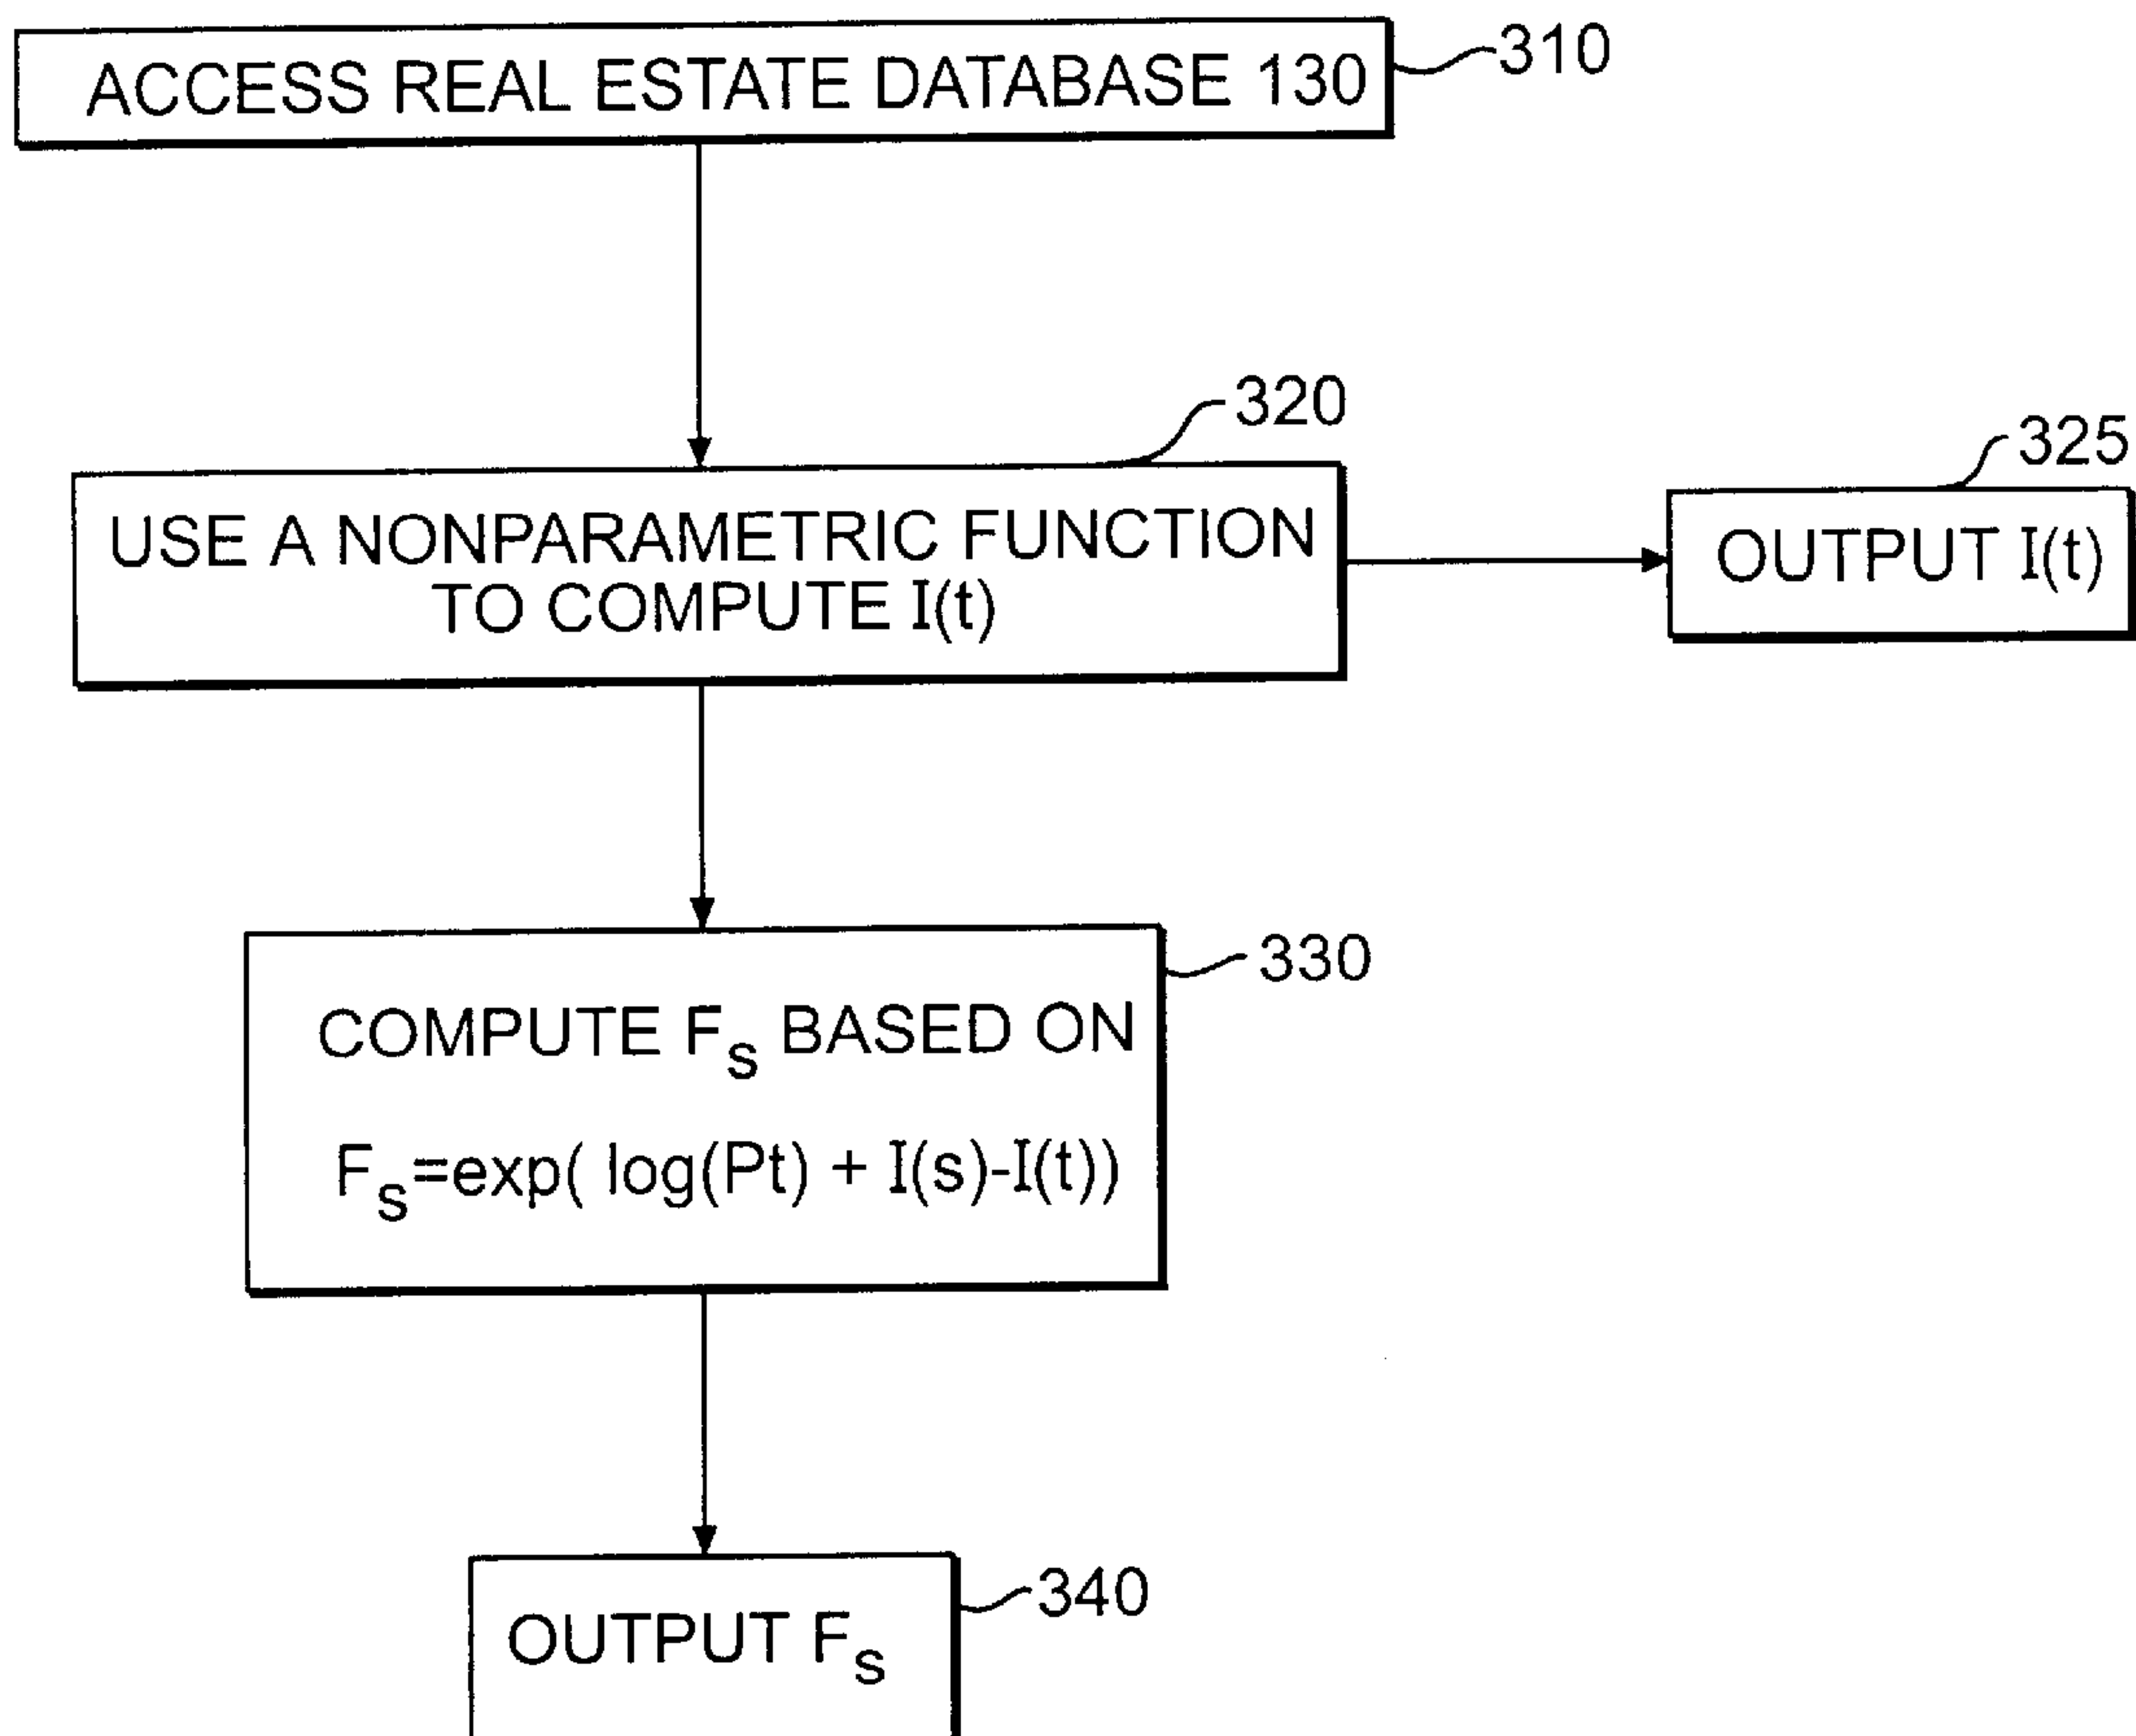 310
ACCESS REAL ESTATE DATABASE 130
320
325
USE A NONPARAMETRIC FUNCTION
TO COMPUTE I(t)
OUTPUT I(t)
330
COMPUTE Fs BASED ON
Fs=exp( log(Pt) + I(s)-I(t))
340
OUTPUT Fs